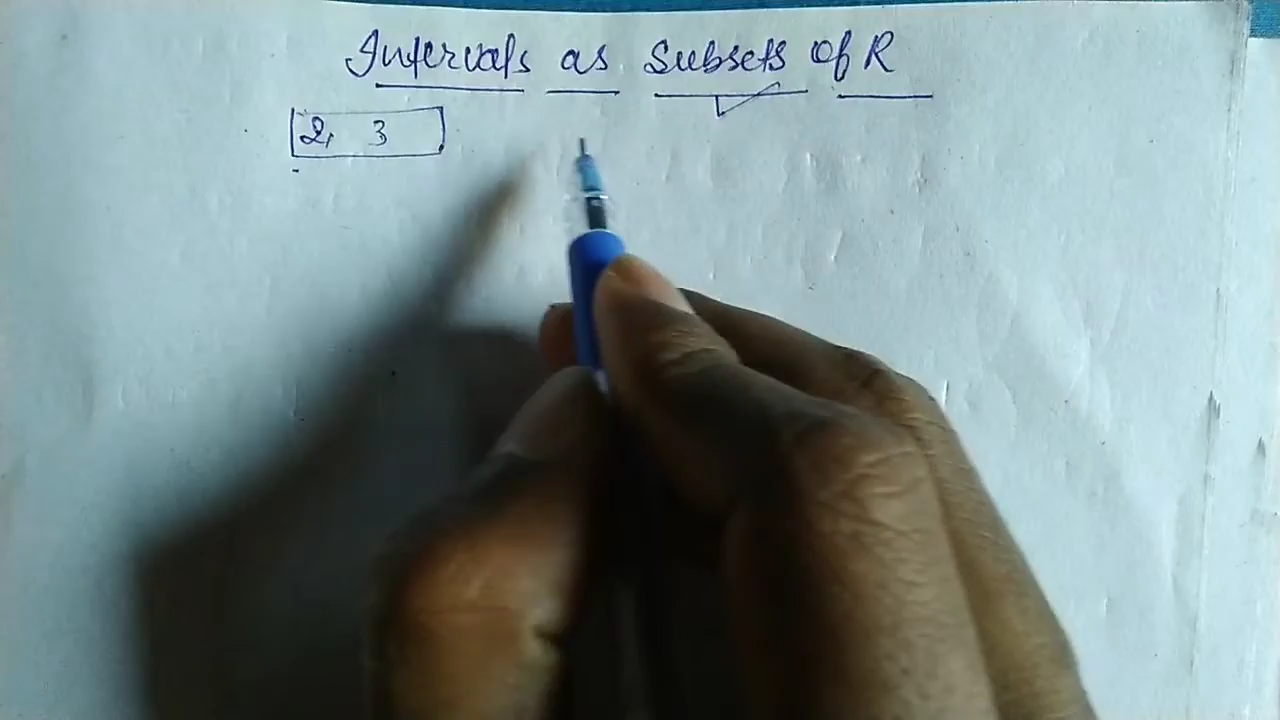 Intervals as Subsets of R
[2, 3]